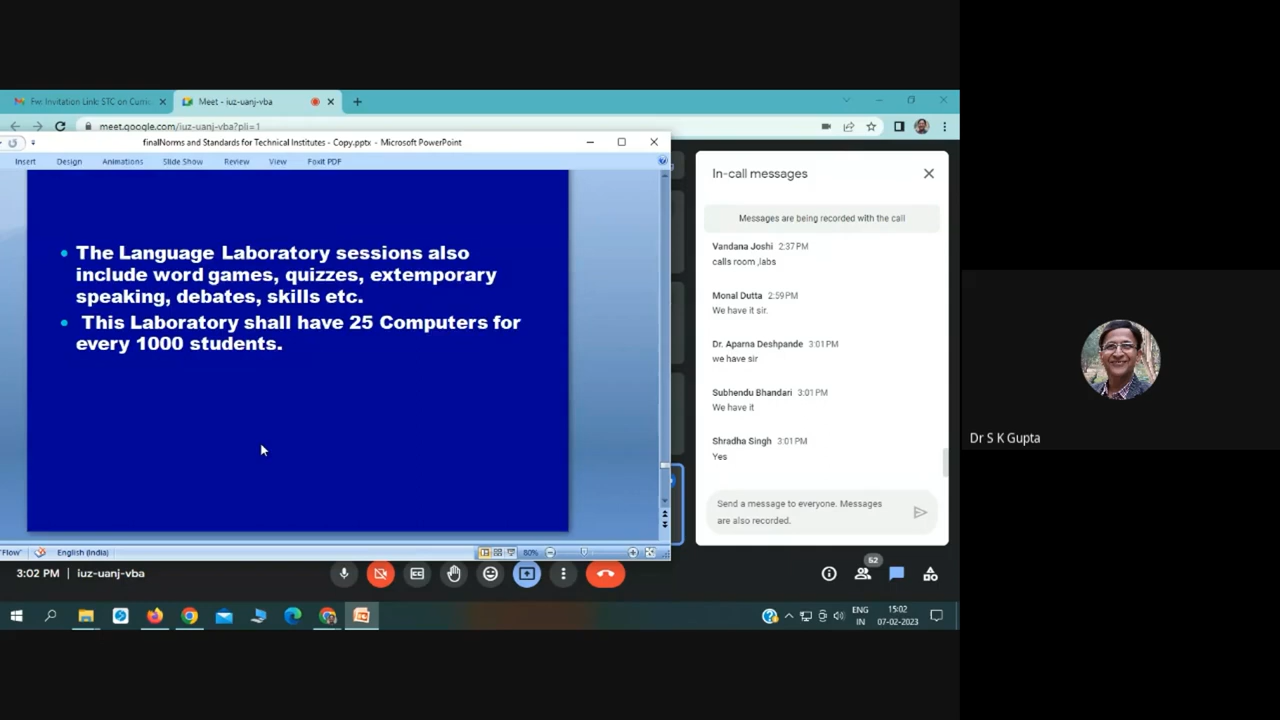 Fw: Invitation Link: STC on Curric
Meet - iuz-uanj-vba
meet.google.com/iuz-uanj-vba?pli=1
finalNorms and Standards for Technical Institutes - Copy.pptx - Microsoft PowerPoint
Insert Design Animations Slide Show Review View Foxit PDF
• The Language Laboratory sessions also
include word games, quizzes, extemporary
speaking, debates, skills etc.
• This Laboratory shall have 25 Computers for
every 1000 students.
"Flow" English (India) 80%
In-call messages
Messages are being recorded with the call
Vandana Joshi 2:37 PM
calls room ,labs
Monal Dutta 2:59 PM
We have it sir.
Dr. Aparna Deshpande 3:01 PM
we have sir
Subhendu Bhandari 3:01 PM
We have it
Shradha Singh 3:01 PM
Yes
Send a message to everyone. Messages
are also recorded.
Dr S K Gupta
3:02 PM | iuz-uanj-vba
52
ENG
IN
15:02
07-02-2023